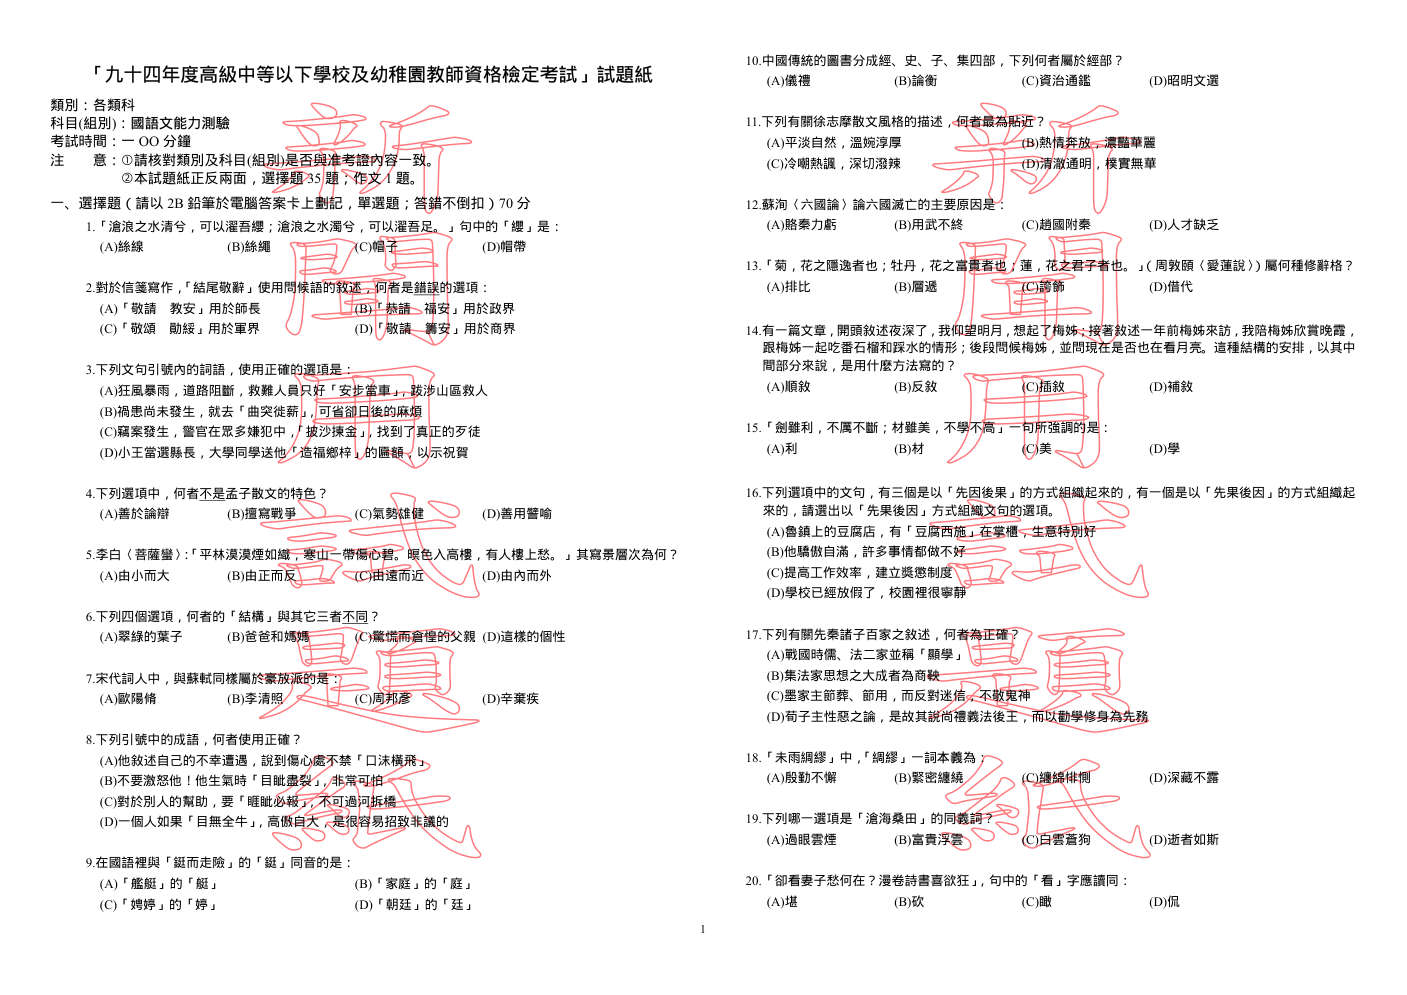 「九十四年度高級中等以下學校及幼稚園教師資格檢定考試」試題紙
類別：各類科
科目(組別)：國語文能力測驗
考試時間：一 OO 分鐘
注　　意：①請核對類別及科目(組別)是否與准考證內容一致。
②本試題紙正反兩面，選擇題 35 題；作文 1 題。
一、選擇題（請以 2B 鉛筆於電腦答案卡上劃記，單選題；答錯不倒扣）70 分
1.「滄浪之水清兮，可以濯吾纓；滄浪之水濁兮，可以濯吾足。」句中的「纓」是：
(A)絲線 (B)絲繩 (C)帽子 (D)帽帶
2.對於信箋寫作，「結尾敬辭」使用問候語的敘述，何者是錯誤的選項：
(A)「敬請　教安」用於師長 (B)「恭請　福安」用於政界
(C)「敬頌　勛綏」用於軍界 (D)「敬請　籌安」用於商界
3.下列文句引號內的詞語，使用正確的選項是：
(A)狂風暴雨，道路阻斷，救難人員只好「安步當車」，跋涉山區救人
(B)禍患尚未發生，就去「曲突徙薪」，可省卻日後的麻煩
(C)竊案發生，警官在眾多嫌犯中，「披沙揀金」，找到了真正的歹徒
(D)小王當選縣長，大學同學送他「造福鄉梓」的匾額，以示祝賀
4.下列選項中，何者不是孟子散文的特色？
(A)善於論辯 (B)擅寫戰爭 (C)氣勢雄健 (D)善用譬喻
5.李白〈菩薩蠻〉：「平林漠漠煙如織，寒山一帶傷心碧。暝色入高樓，有人樓上愁。」其寫景層次為何？
(A)由小而大 (B)由正而反 (C)由遠而近 (D)由內而外
6.下列四個選項，何者的「結構」與其它三者不同？
(A)翠綠的葉子 (B)爸爸和媽媽 (C)驚慌而倉惶的父親 (D)這樣的個性
7.宋代詞人中，與蘇軾同樣屬於豪放派的是：
(A)歐陽脩 (B)李清照 (C)周邦彥 (D)辛棄疾
8.下列引號中的成語，何者使用正確？
(A)他敘述自己的不幸遭遇，說到傷心處不禁「口沫橫飛」
(B)不要激怒他！他生氣時「目眦盡裂」，非常可怕
(C)對於別人的幫助，要「睚眦必報」，不可過河拆橋
(D)一個人如果「目無全牛」，高傲自大，是很容易招致非議的
9.在國語裡與「鋌而走險」的「鋌」同音的是：
(A)「艦艇」的「艇」 (B)「家庭」的「庭」
(C)「娉婷」的「婷」 (D)「朝廷」的「廷」
10.中國傳統的圖書分成經、史、子、集四部，下列何者屬於經部？
(A)儀禮 (B)論衡 (C)資治通鑑 (D)昭明文選
11.下列有關徐志摩散文風格的描述，何者最為貼近？
(A)平淡自然，溫婉淳厚 (B)熱情奔放，濃豔華麗
(C)冷嘲熱諷，深切潑辣 (D)清澈通明，樸實無華
12.蘇洵〈六國論〉論六國滅亡的主要原因是：
(A)賂秦力虧 (B)用武不終 (C)趙國附秦 (D)人才缺乏
13.「菊，花之隱逸者也；牡丹，花之富貴者也；蓮，花之君子者也。」（周敦頤〈愛蓮說〉）屬何種修辭格？
(A)排比 (B)層遞 (C)誇飾 (D)借代
14.有一篇文章，開頭敘述夜深了，我仰望明月，想起了梅姊；接著敘述一年前梅姊來訪，我陪梅姊欣賞晚霞，
跟梅姊一起吃番石榴和踩水的情形；後段問候梅姊，並問現在是否也在看月亮。這種結構的安排，以其中
間部分來說，是用什麼方法寫的？
(A)順敘 (B)反敘 (C)插敘 (D)補敘
15.「劍雖利，不厲不斷；材雖美，不學不高」一句所強調的是：
(A)利 (B)材 (C)美 (D)學
16.下列選項中的文句，有三個是以「先因後果」的方式組織起來的，有一個是以「先果後因」的方式組織起
來的，請選出以「先果後因」方式組織文句的選項。
(A)魯鎮上的豆腐店，有「豆腐西施」在掌櫃，生意特別好
(B)他驕傲自滿，許多事情都做不好
(C)提高工作效率，建立獎懲制度
(D)學校已經放假了，校園裡很寧靜
17.下列有關先秦諸子百家之敘述，何者為正確？
(A)戰國時儒、法二家並稱「顯學」
(B)集法家思想之大成者為商鞅
(C)墨家主節葬、節用，而反對迷信，不敬鬼神
(D)荀子主性惡之論，是故其說尚禮義法後王，而以勸學修身為先務
18.「未雨綢繆」中，「綢繆」一詞本義為：
(A)殷勤不懈 (B)緊密纏繞 (C)纏綿悱惻 (D)深藏不露
19.下列哪一選項是「滄海桑田」的同義詞？
(A)過眼雲煙 (B)富貴浮雲 (C)白雲蒼狗 (D)逝者如斯
20.「卻看妻子愁何在？漫卷詩書喜欲狂」，句中的「看」字應讀同：
(A)堪 (B)砍 (C)瞰 (D)侃
1
新聞用試題紙
新聞用試題紙